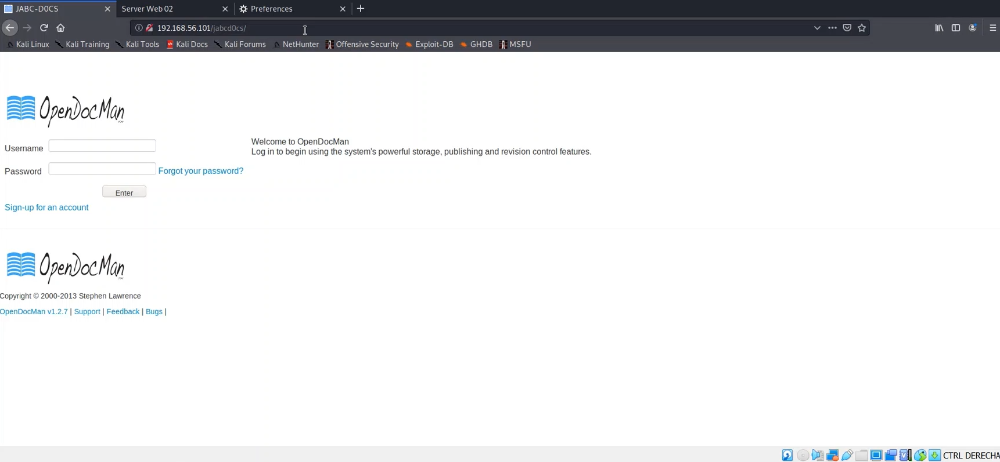 JABC-D0CS
Server Web 02
Preferences
192.168.56.101/jabcd0cs/
Kali Linux Kali Training Kali Tools Kali Docs Kali Forums NetHunter Offensive Security Exploit-DB GHDB MSFU
OpenDocMan™
Username
Welcome to OpenDocMan
Log in to begin using the system's powerful storage, publishing and revision control features.
Password Forgot your password?
Enter
Sign-up for an account
OpenDocMan™
Copyright © 2000-2013 Stephen Lawrence
OpenDocMan v1.2.7 | Support | Feedback | Bugs |
CTRL DERECHA